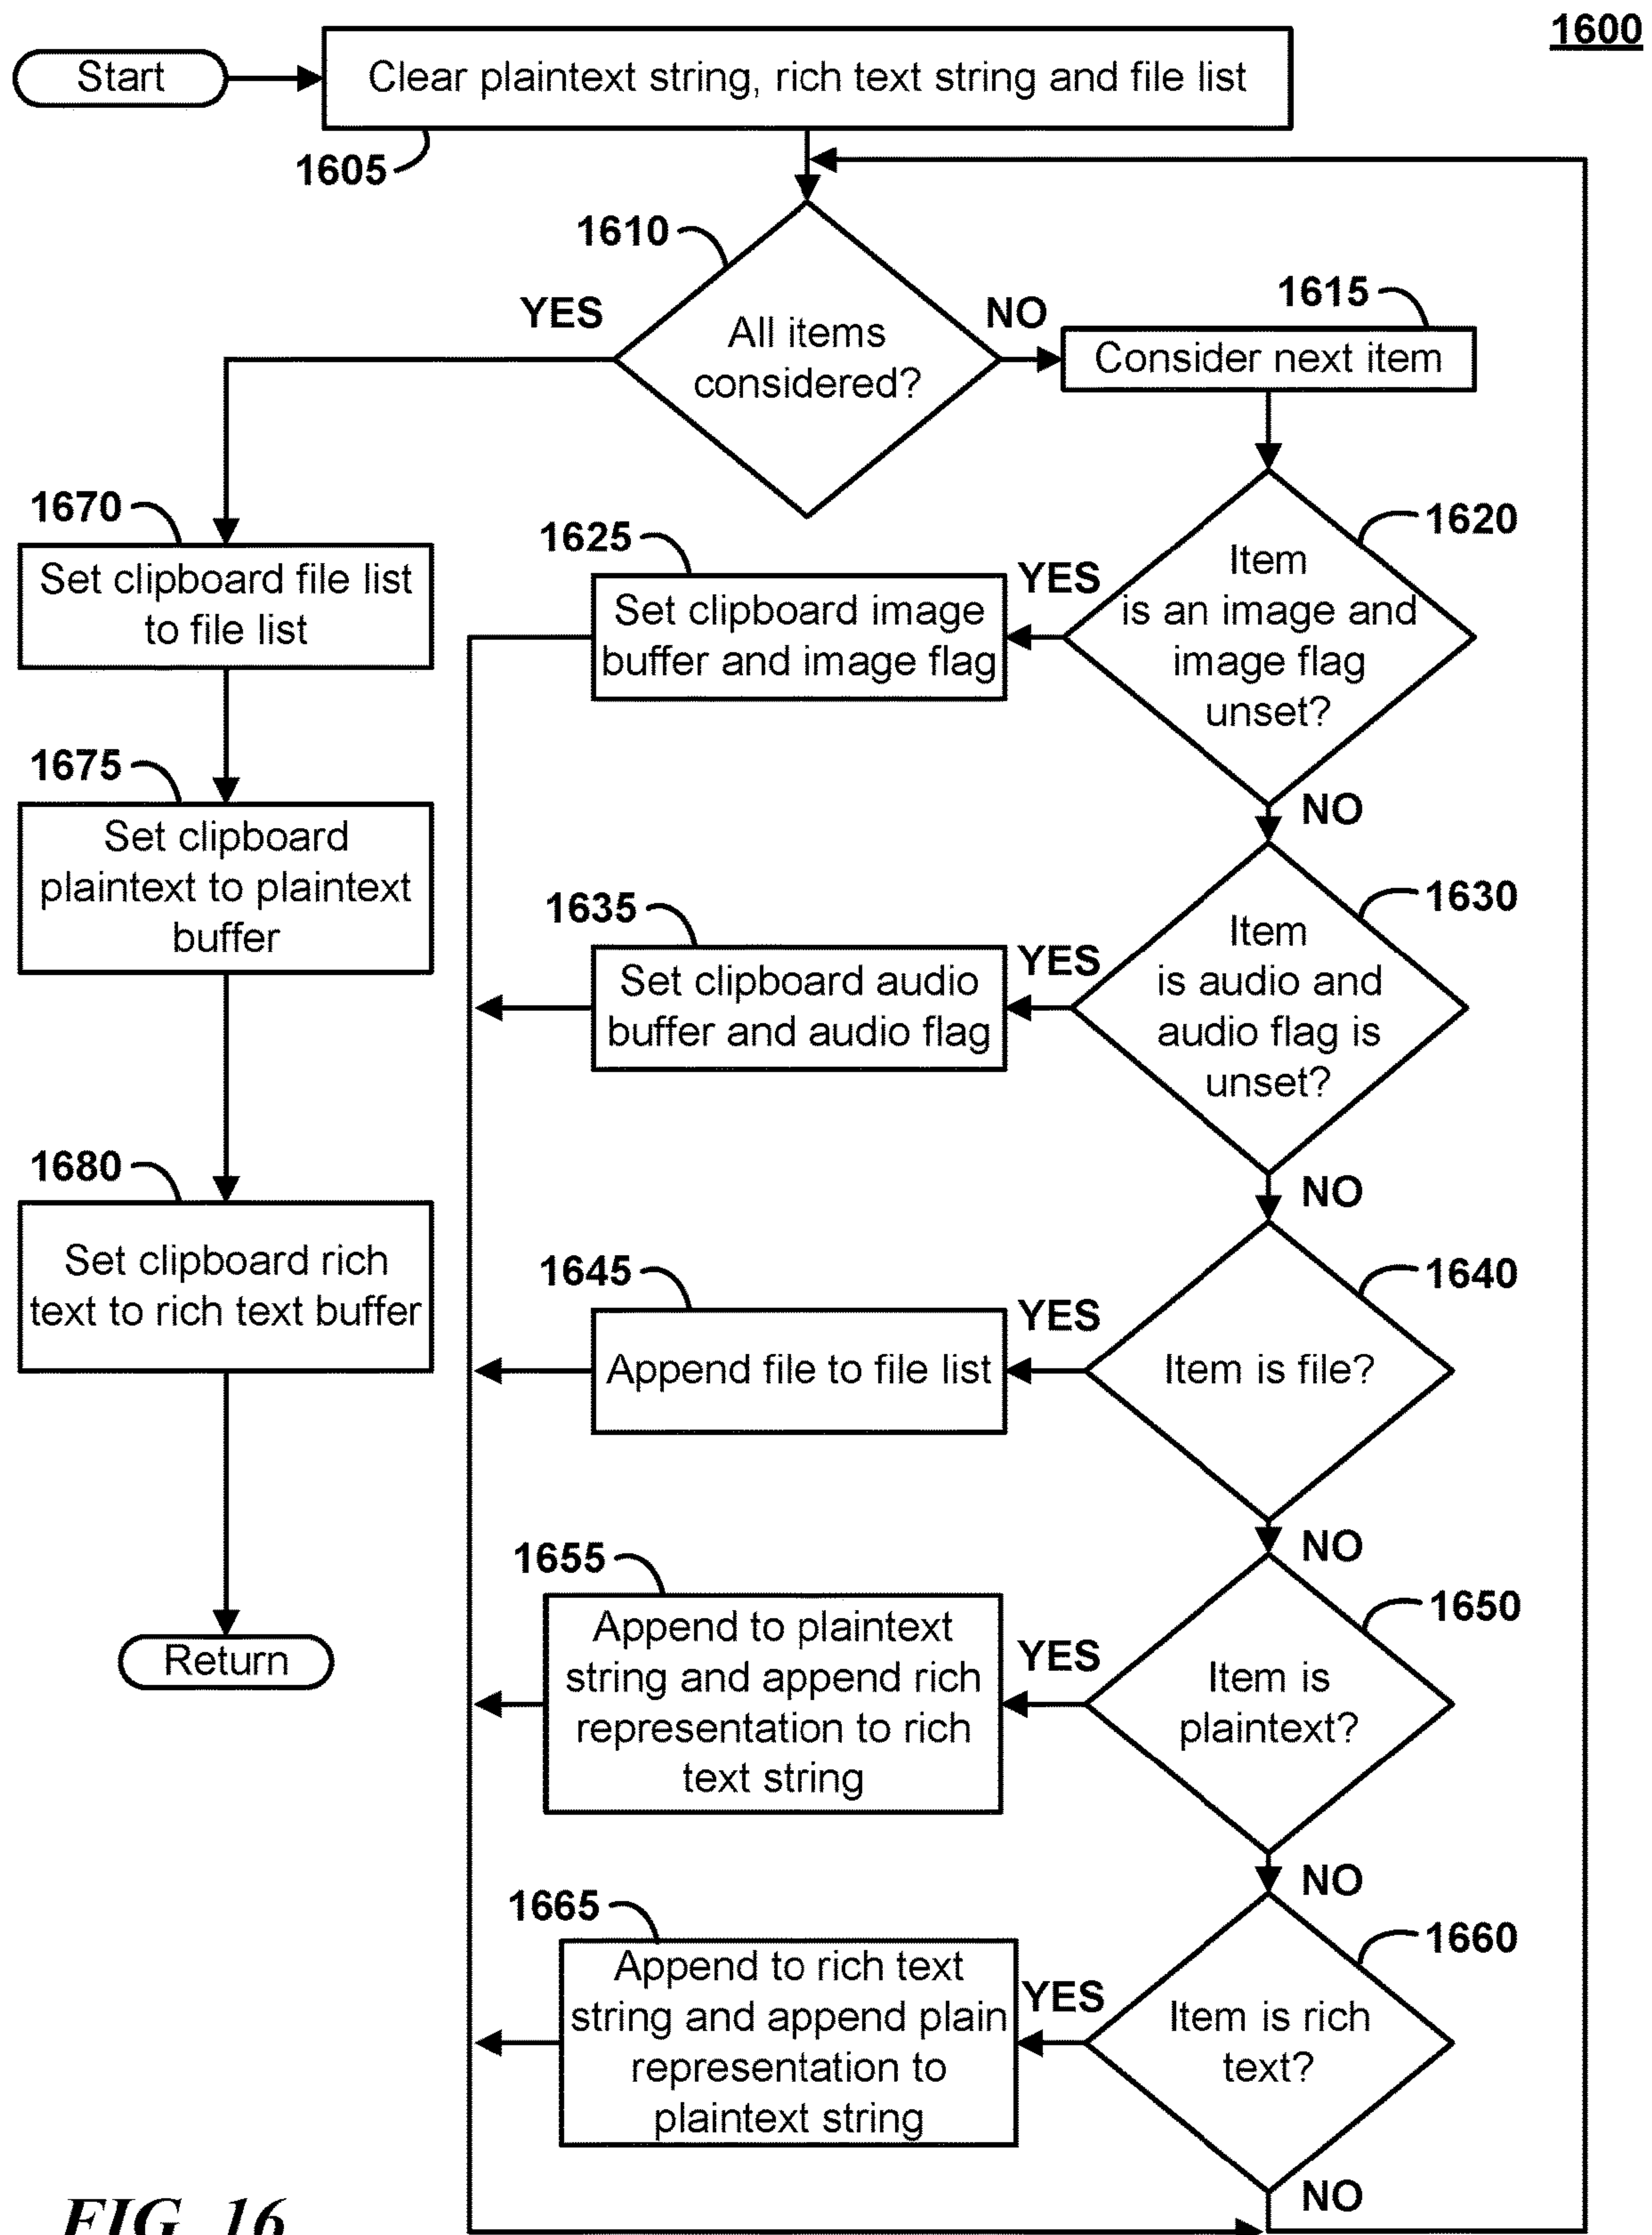 1600
Start
Clear plaintext string, rich text string and file list
1605
1610
YES
All items
considered?
NO
1615
Consider next item
1670
Set clipboard file list
to file list
1625
YES
Set clipboard image
buffer and image flag
1620
Item
is an image and
image flag
unset?
NO
1675
Set clipboard
plaintext to plaintext
buffer
1635
YES
Set clipboard audio
buffer and audio flag
1630
Item
is audio and
audio flag is
unset?
NO
1680
Set clipboard rich
text to rich text buffer
1645
YES
Append file to file list
1640
Item is file?
NO
Return
1655
YES
Append to plaintext
string and append rich
representation to rich
text string
1650
Item is
plaintext?
NO
1665
YES
Append to rich text
string and append plain
representation to
plaintext string
1660
Item is rich
text?
NO
FIG. 16